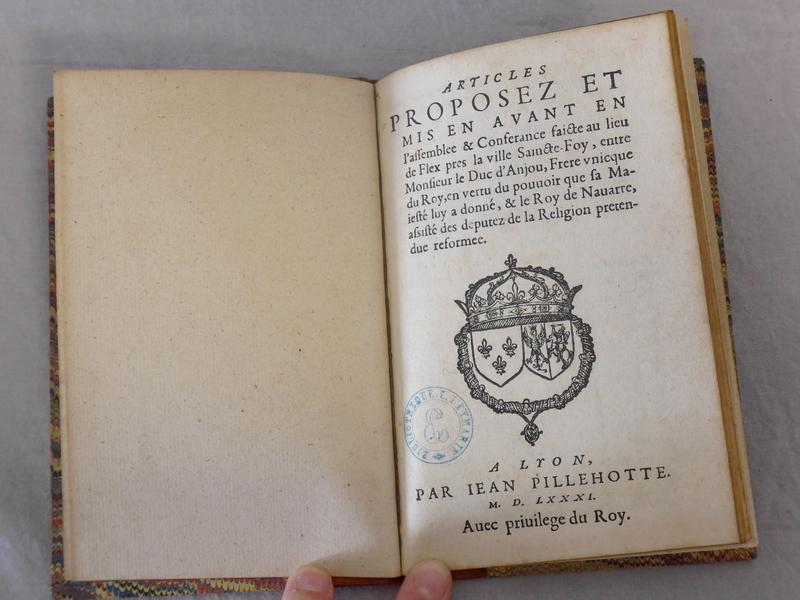 ARTICLES
PROPOSEZ ET
MIS EN AVANT EN
l'assemblee & Conferance faicte au lieu
de Flex pres la ville Saincte-Foy, entre
Monsieur le Duc d'Anjou, Frere vnicque
du Roy, en vertu du pouuoir que sa Ma-
iesté luy a donné, & le Roy de Nauarre,
assisté des deputez de la Religion preten-
due reformee.
BIBLIOTHEQUE. L. EYMARIE
A LYON,
PAR IEAN PILLEHOTTE.
M. D. LXXXI.
Auec priuilege du Roy.